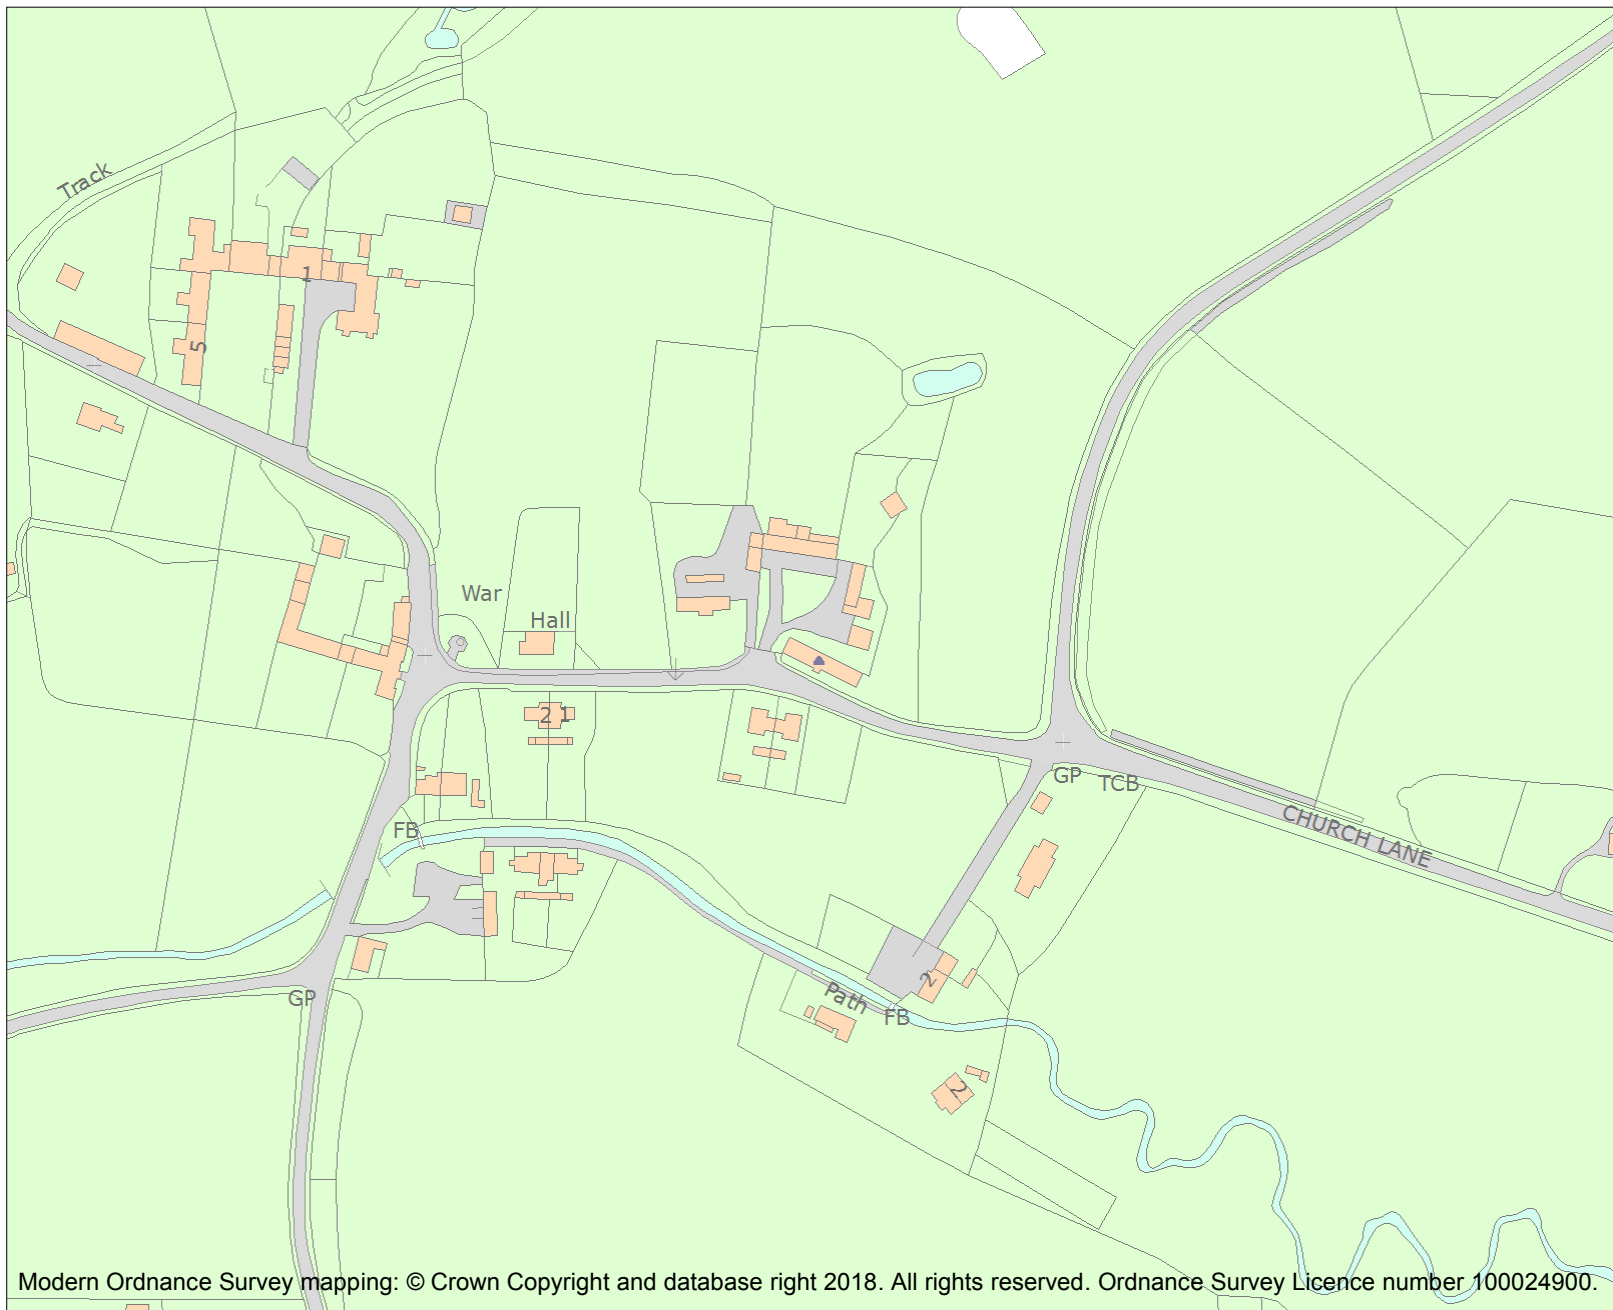 Track
1
5
War
Hall
2 1
GP
TCB
CHURCH LANE
FB
2
Path
GP
FB
2
Modern Ordnance Survey mapping: © Crown Copyright and database right 2018. All rights reserved. Ordnance Survey Licence number 100024900.